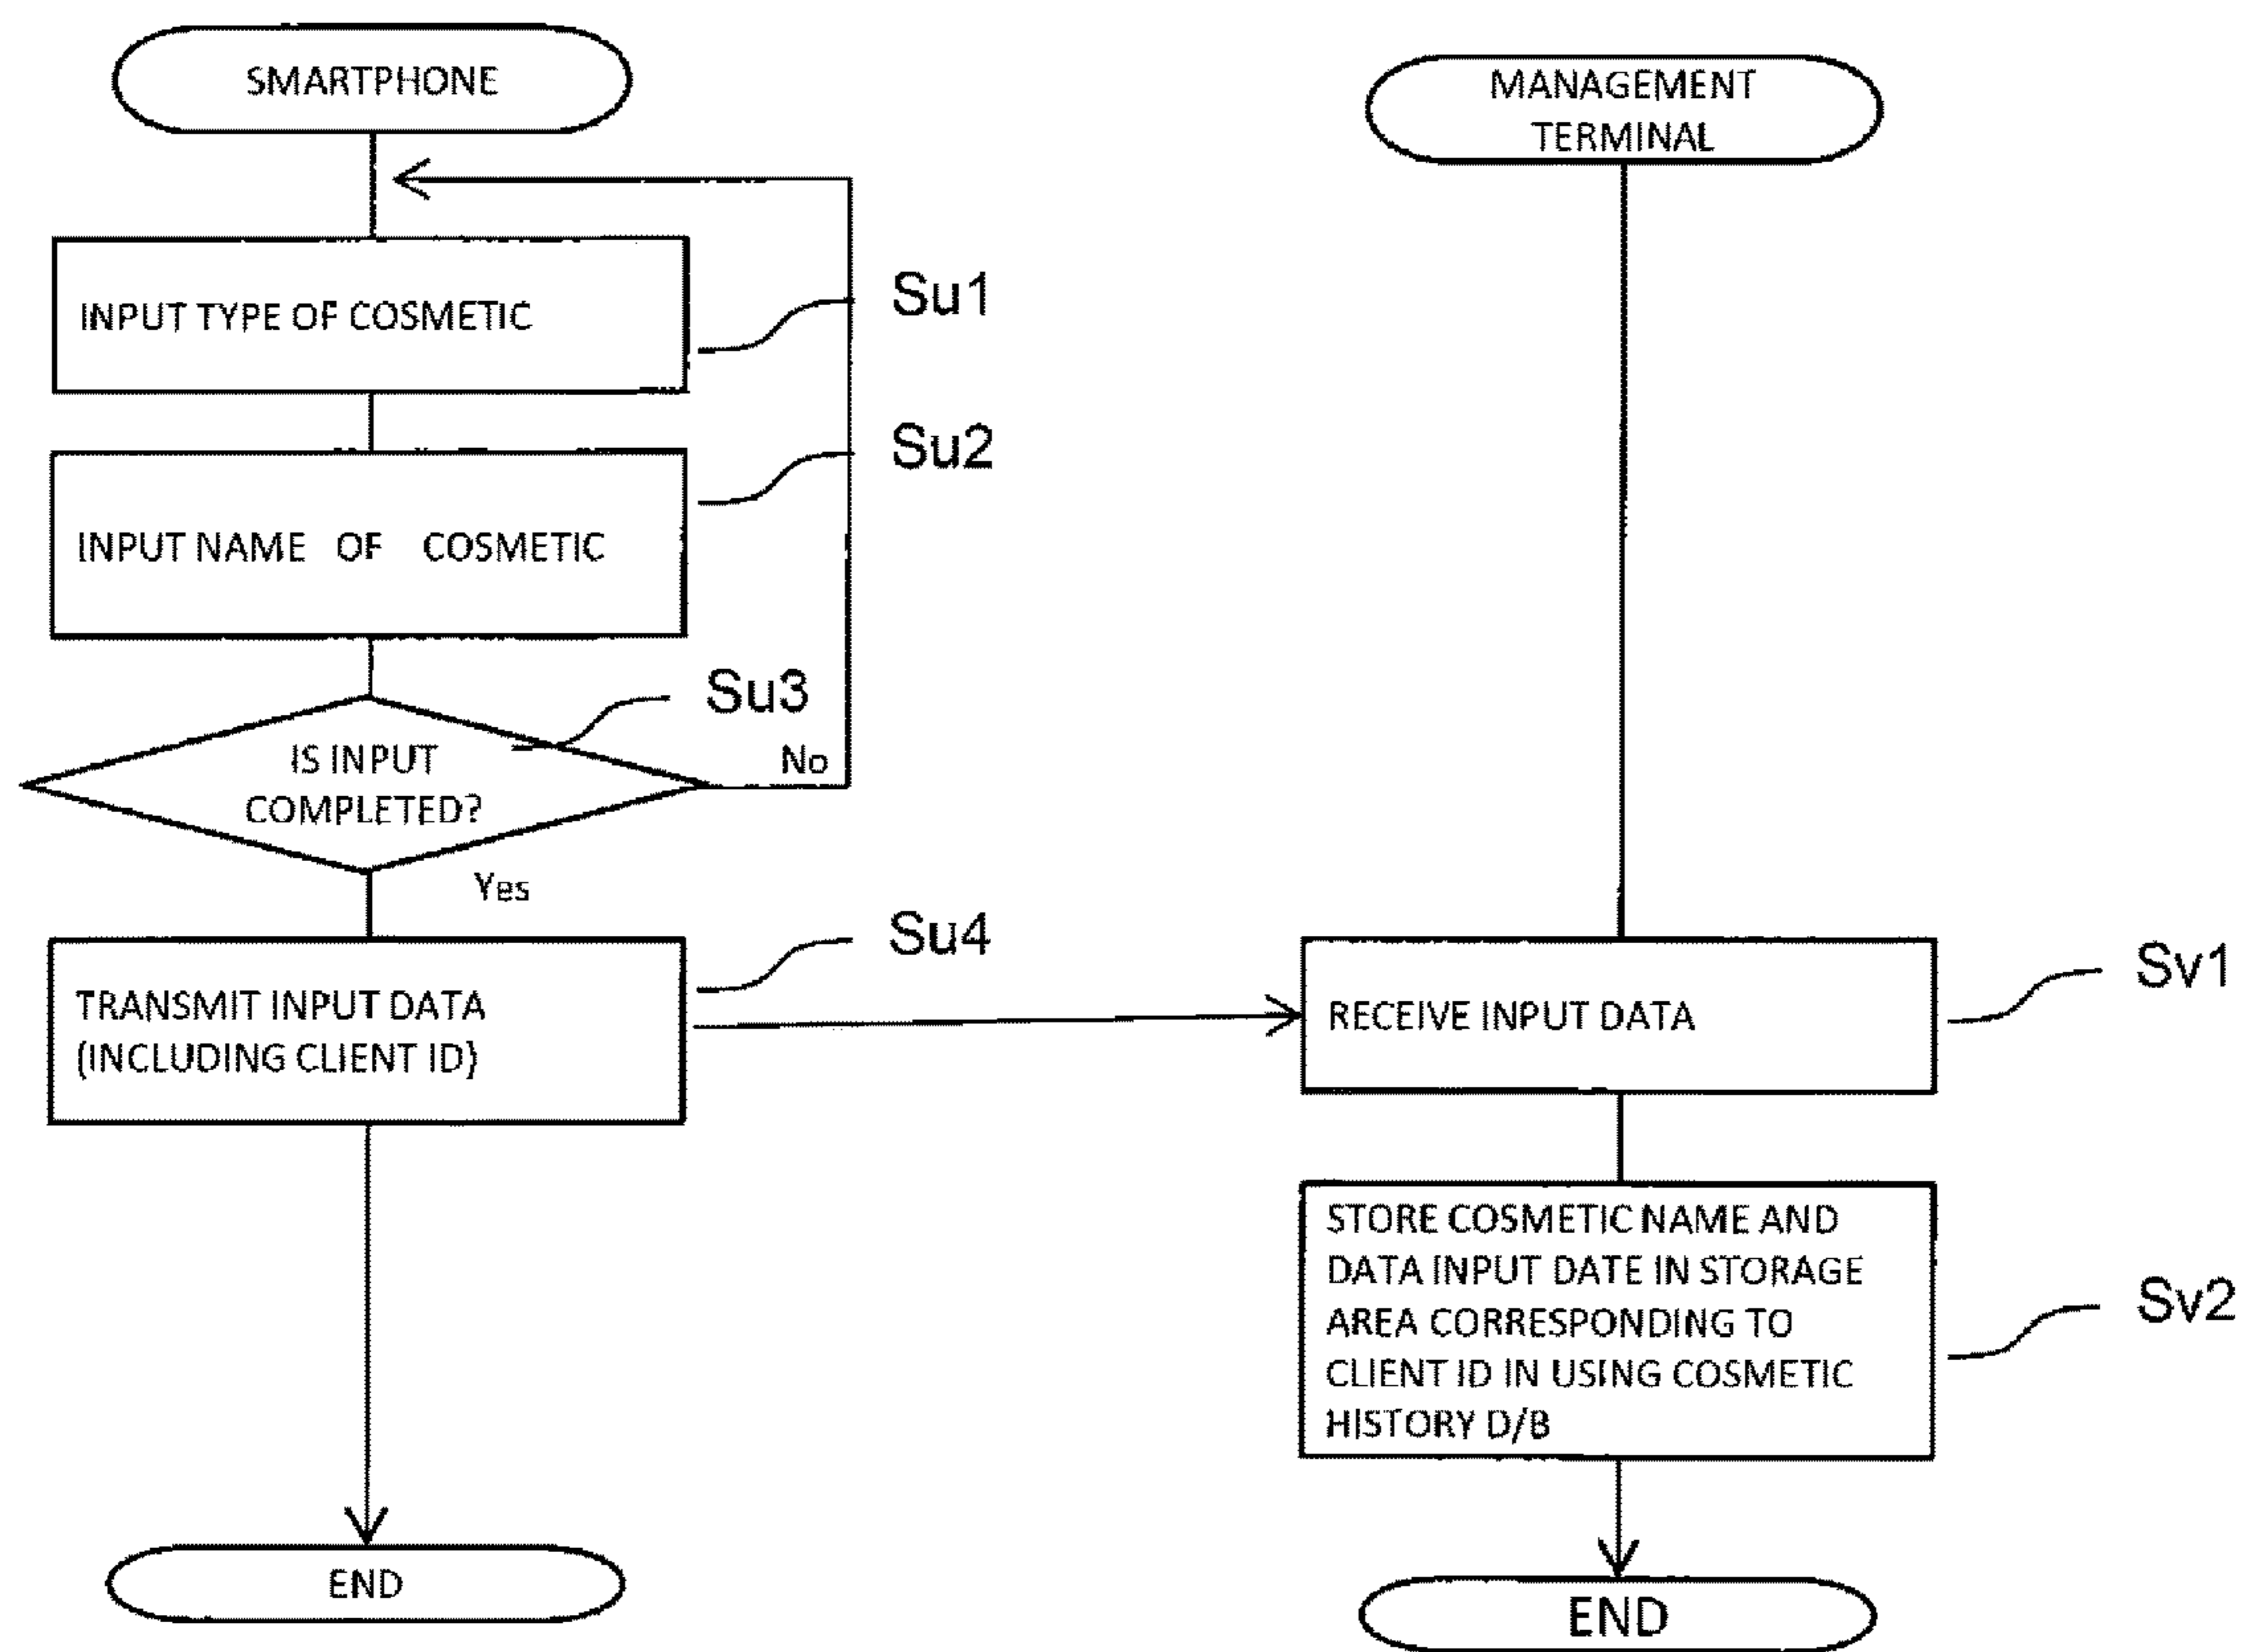 SMARTPHONE
INPUT TYPE OF COSMETIC
Su1
INPUT NAME OF COSMETIC
Su2
Su3
IS INPUT
COMPLETED?
No
Yes
TRANSMIT INPUT DATA
(INCLUDING CLIENT ID)
Su4
END
MANAGEMENT
TERMINAL
RECEIVE INPUT DATA
Sv1
STORE COSMETIC NAME AND
DATA INPUT DATE IN STORAGE
AREA CORRESPONDING TO
CLIENT ID IN USING COSMETIC
HISTORY D/B
Sv2
END